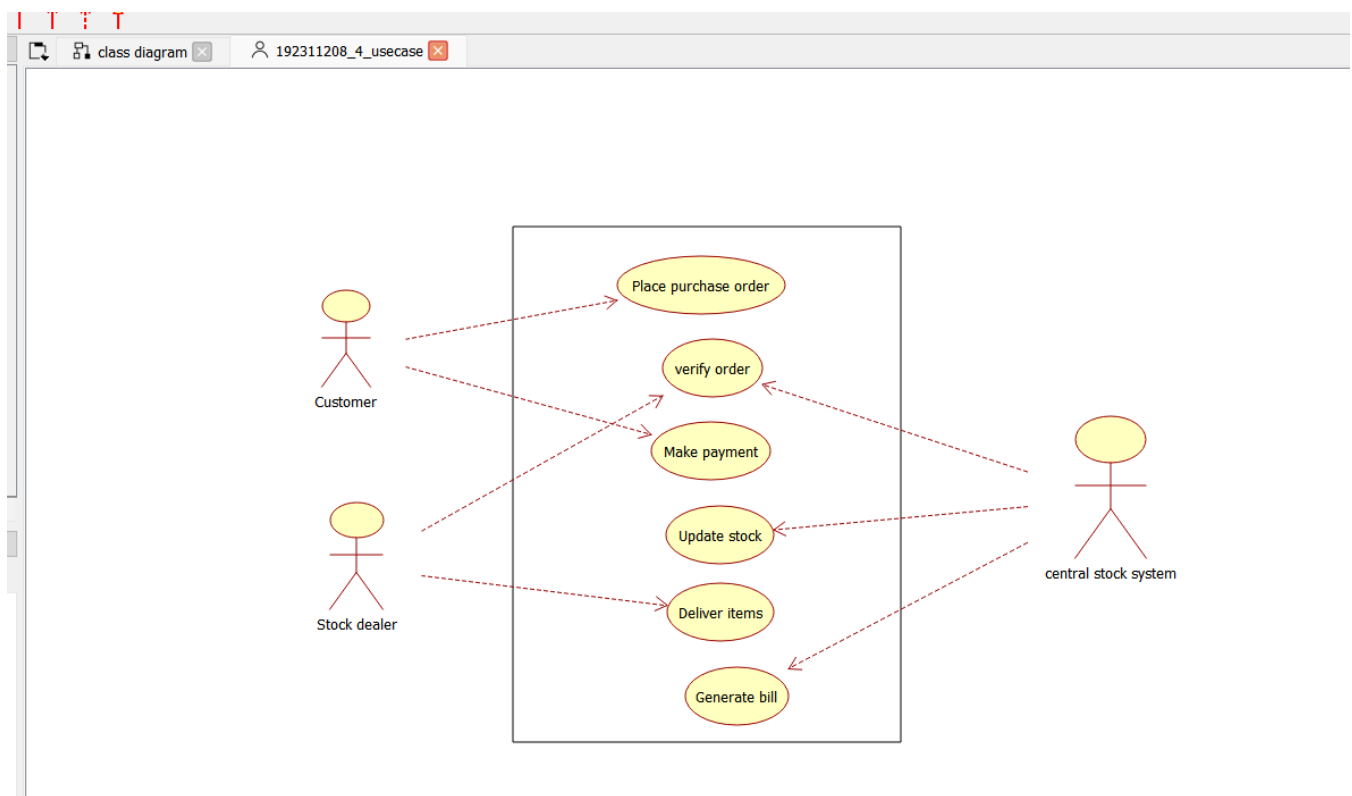 class diagram
192311208_4_usecase
Place purchase order
verify order
Customer
Make payment
Update stock
central stock system
Deliver items
Stock dealer
Generate bill